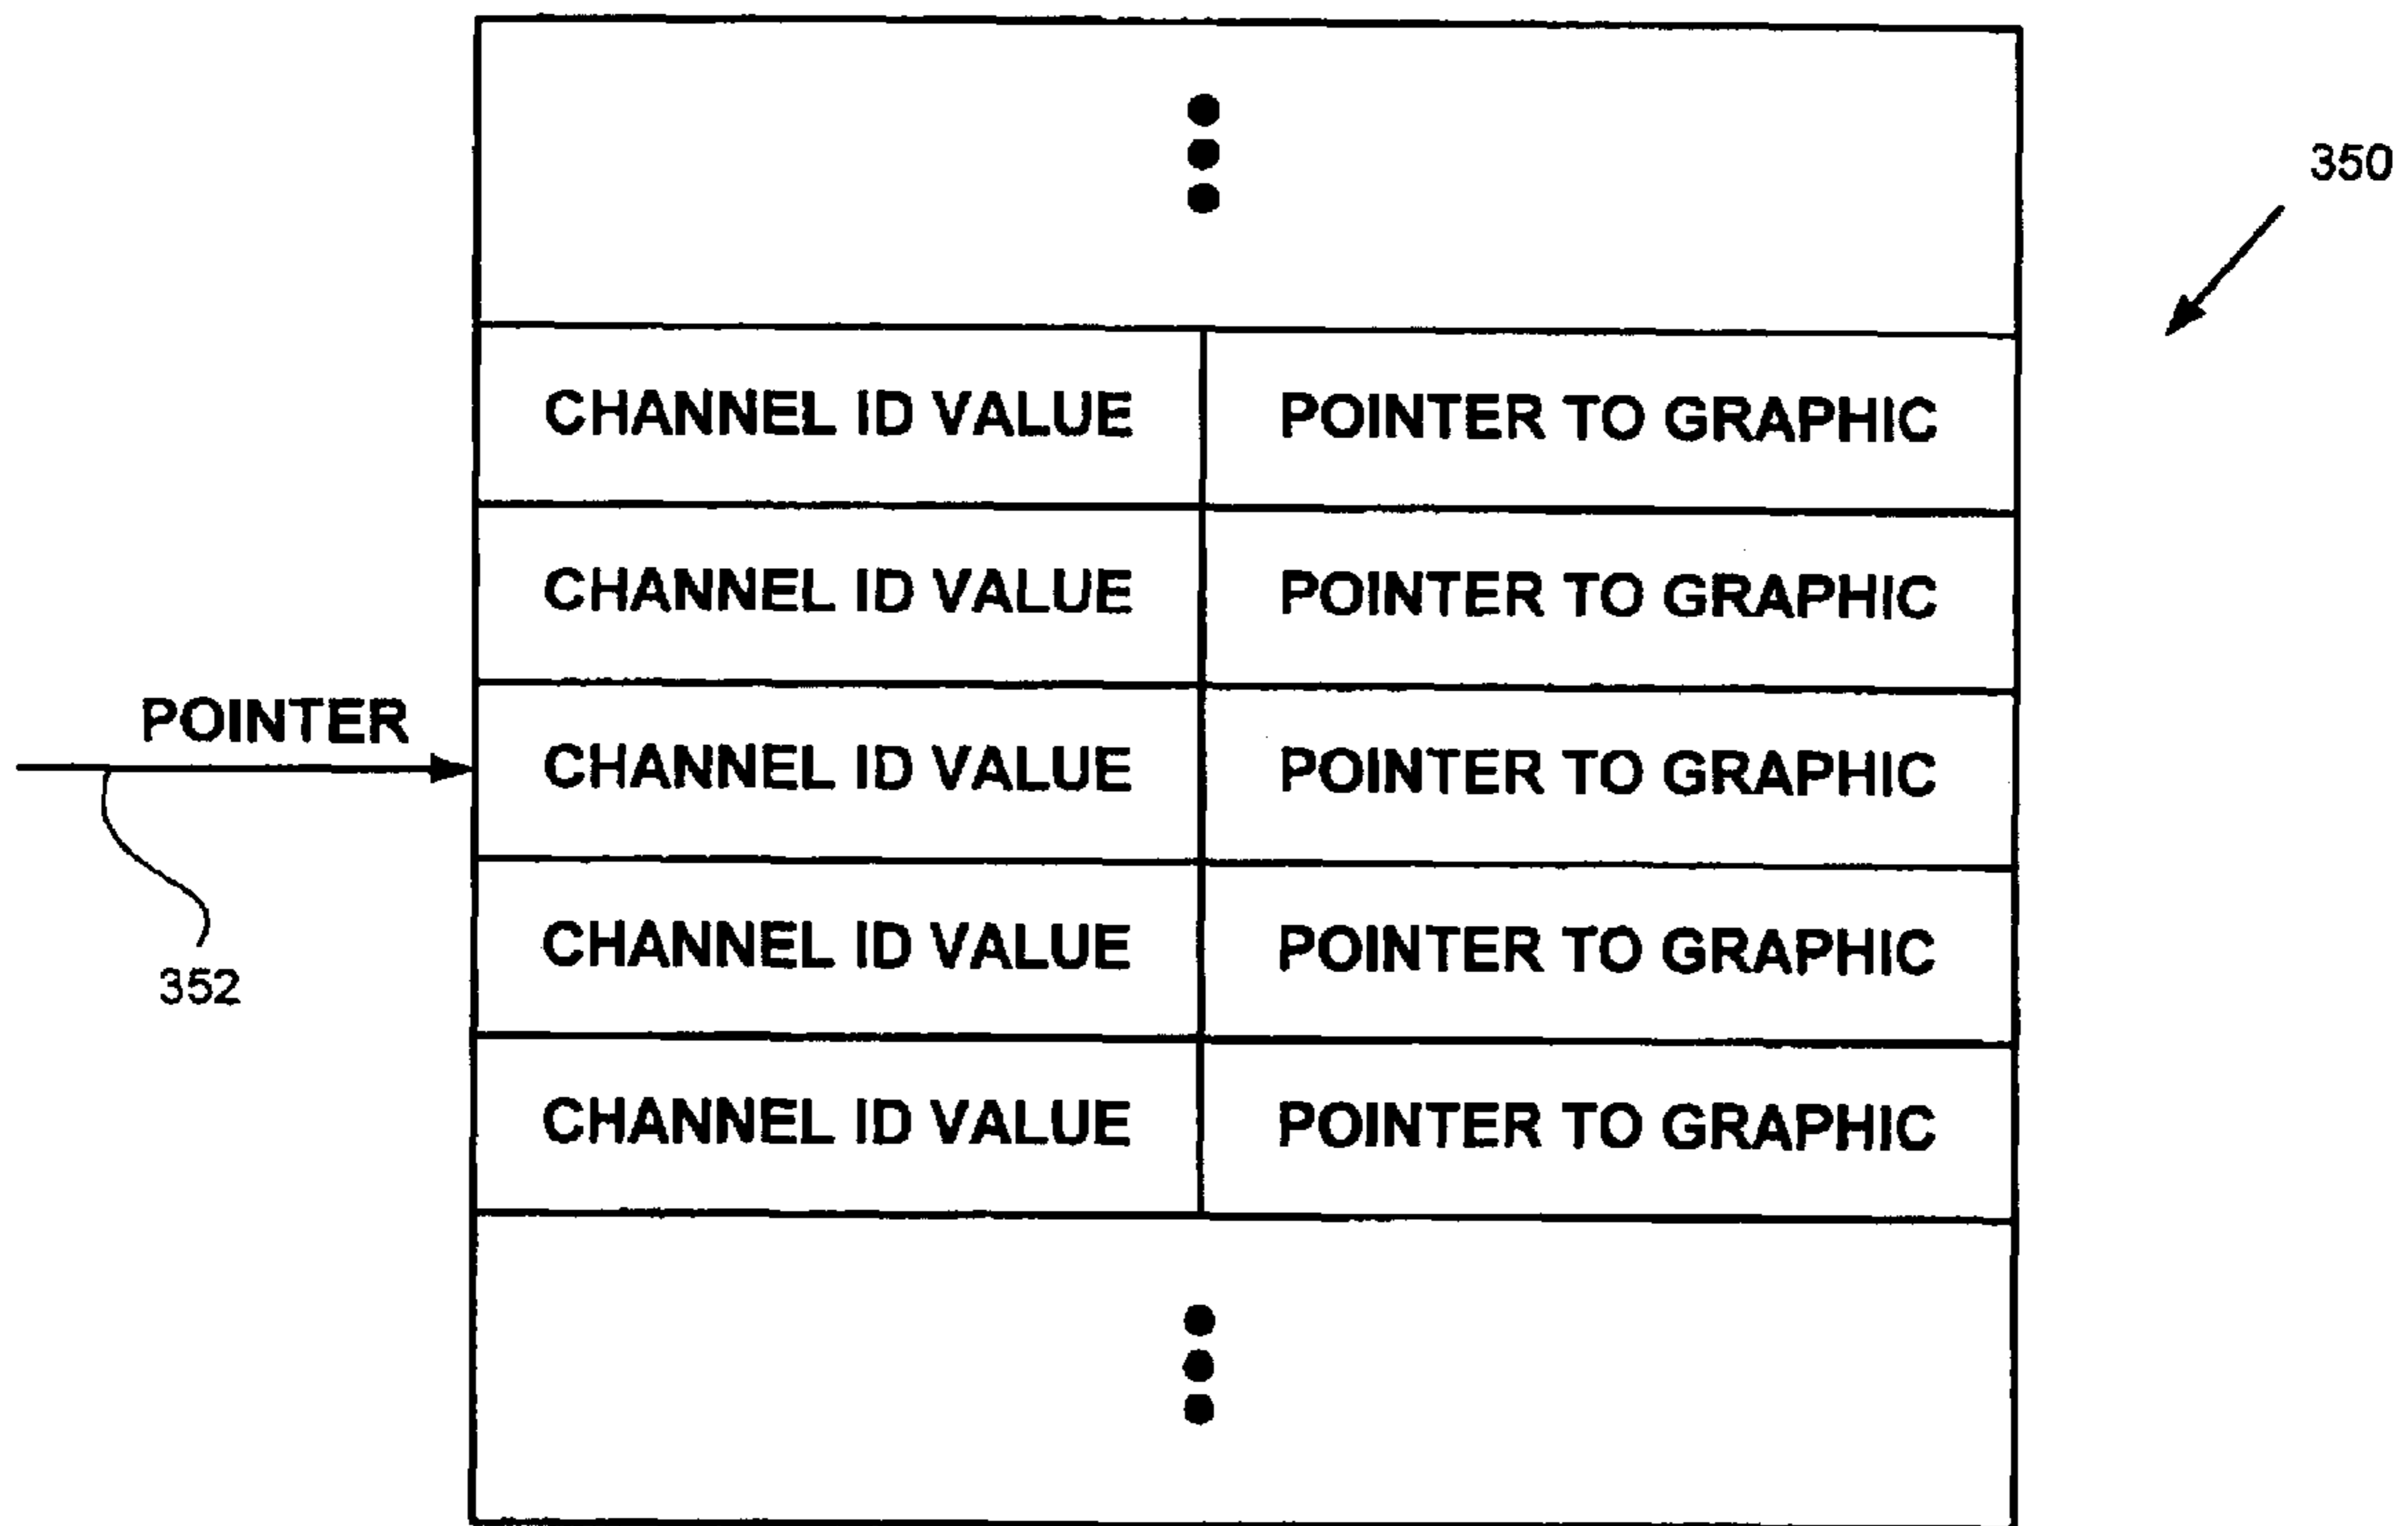 350
CHANNEL ID VALUE POINTER TO GRAPHIC
CHANNEL ID VALUE POINTER TO GRAPHIC
POINTER
CHANNEL ID VALUE POINTER TO GRAPHIC
CHANNEL ID VALUE POINTER TO GRAPHIC
352
CHANNEL ID VALUE POINTER TO GRAPHIC